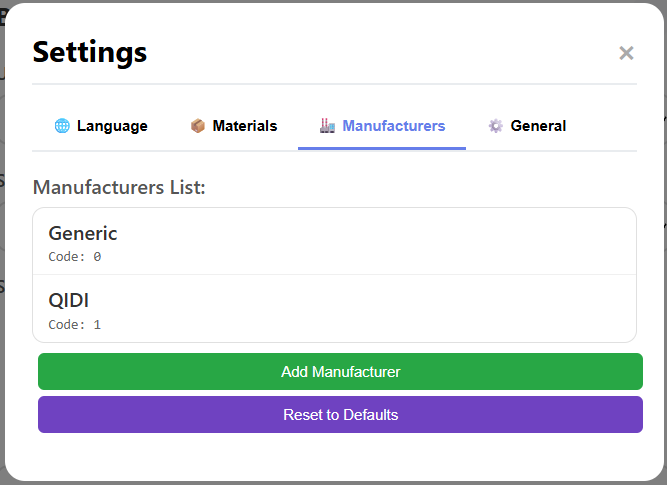 Settings
×
Language
Materials
Manufacturers
General
Manufacturers List:
Generic
Code: 0
QIDI
Code: 1
Add Manufacturer
Reset to Defaults